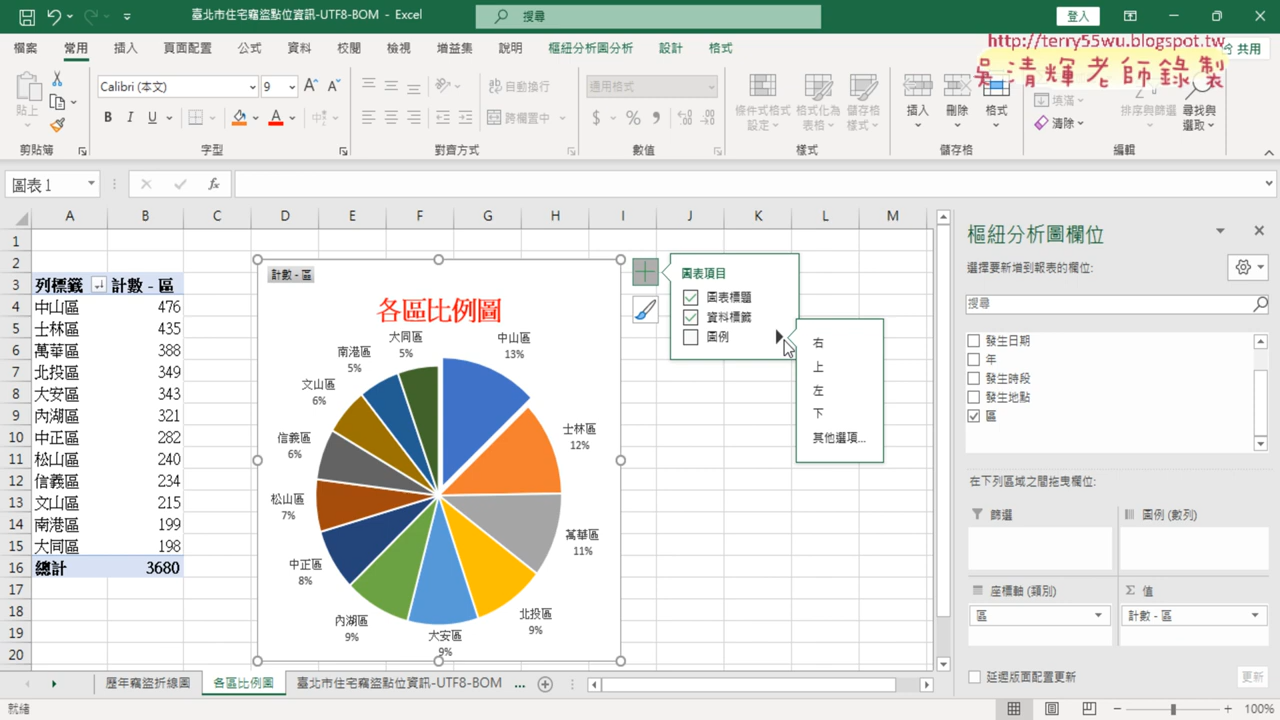 臺北市住宅竊盜點位資訊-UTF8-BOM - Excel
搜尋
登入
http://terry55wu.blogspot.tw
吳清輝老師錄製
共用
檔案 常用 插入 頁面配置 公式 資料 校閱 檢視 增益集 說明 樞紐分析圖分析 設計 格式
貼上
Calibri (本文) 9
B I U
自動換行
跨欄置中
通用格式
條件式格式設定
格式化為表格
儲存格樣式
插入 刪除 格式
填滿
清除
排序與篩選
尋找與選取
剪貼簿 字型 對齊方式 數值 樣式 儲存格 編輯
圖表 1
fx
A B C D E F G H I J K L M
1
2
3 列標籤 計數 - 區
4 中山區 476
5 士林區 435
6 萬華區 388
7 北投區 349
8 大安區 343
9 內湖區 321
10 中正區 282
11 松山區 240
12 信義區 234
13 文山區 215
14 南港區 199
15 大同區 198
16 總計 3680
17
18
19
20
計數 - 區
各區比例圖
中山區
13%
士林區
12%
萬華區
11%
北投區
9%
大安區
9%
內湖區
9%
中正區
8%
松山區
7%
信義區
6%
文山區
6%
南港區
5%
大同區
5%
圖表項目
圖表標題
資料標籤
圖例
右
上
左
下
其他選項...
樞紐分析圖欄位
選擇要新增到報表的欄位:
搜尋
發生日期
年
發生時段
發生地點
區
在下列區域之間拖曳欄位:
篩選
圖例 (數列)
座標軸 (類別)
Σ 值
區
計數 - 區
延遲版面配置更新
更新
歷年竊盜折線圖 各區比例圖 臺北市住宅竊盜點位資訊-UTF8-BOM ...
就緒
100%